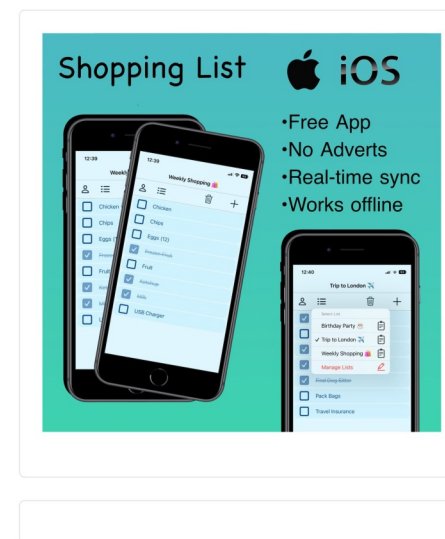 Shopping List
iOS
•Free App
•No Adverts
•Real-time sync
•Works offline
12:39
Weekl
Chicken
Chips
Eggs (1
Fruit
12:39
Weekly Shopping 🛍️
Chicken
Chips
Eggs (12)
Frozen Fruit
Fruit
Ketchup
Milk
USB Charger
12:40
Trip to London ✈️
Select List
Birthday Party 🎂
✓ Trip to London ✈️
Weekly Shopping 🛍️
Manage Lists
Find Dog Sitter
Pack Bags
Travel Insurance